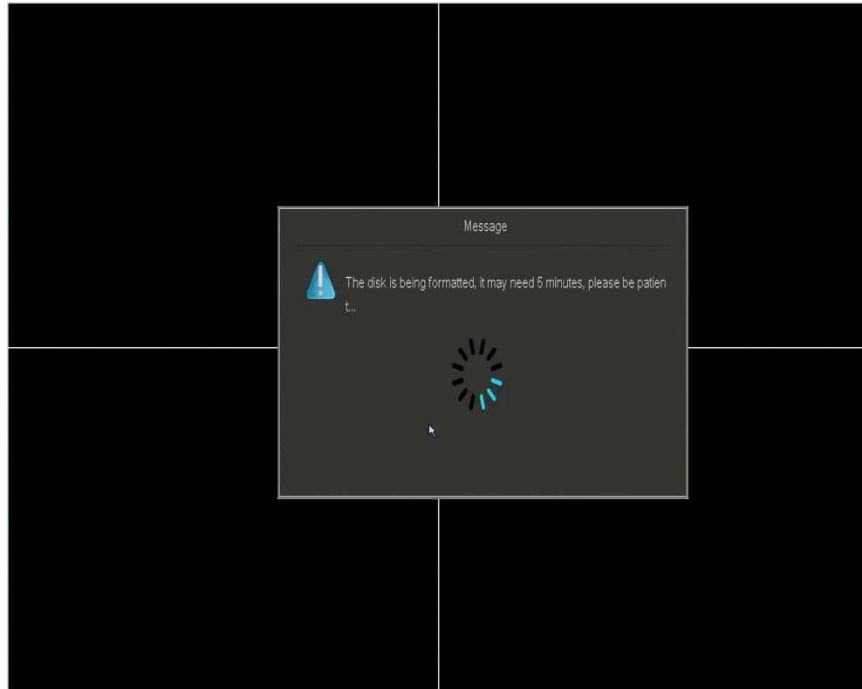 Message
The disk is being formatted, it may need 5 minutes, please be patien
t...